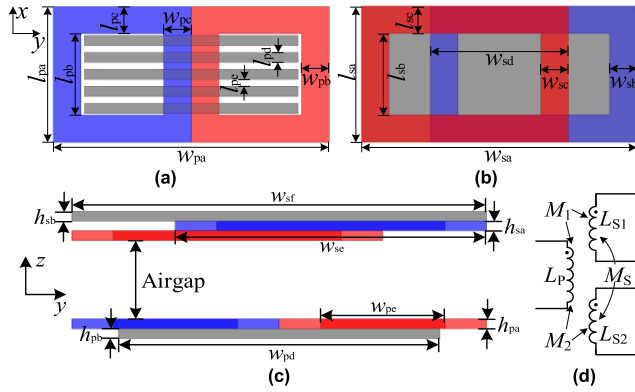 x
y
l_pc
w_pc
l_pd
l_pa
l_pb
l_pe
w_pb
w_pa
(a)
l_sc
w_sd
l_sa
l_sb
w_sc
w_sb
w_sa
(b)
w_sf
h_sb
h_sa
w_se
z
y
Airgap
w_pe
h_pa
h_pb
w_pd
(c)
M_1
L_S1
L_P
M_S
M_2
L_S2
(d)